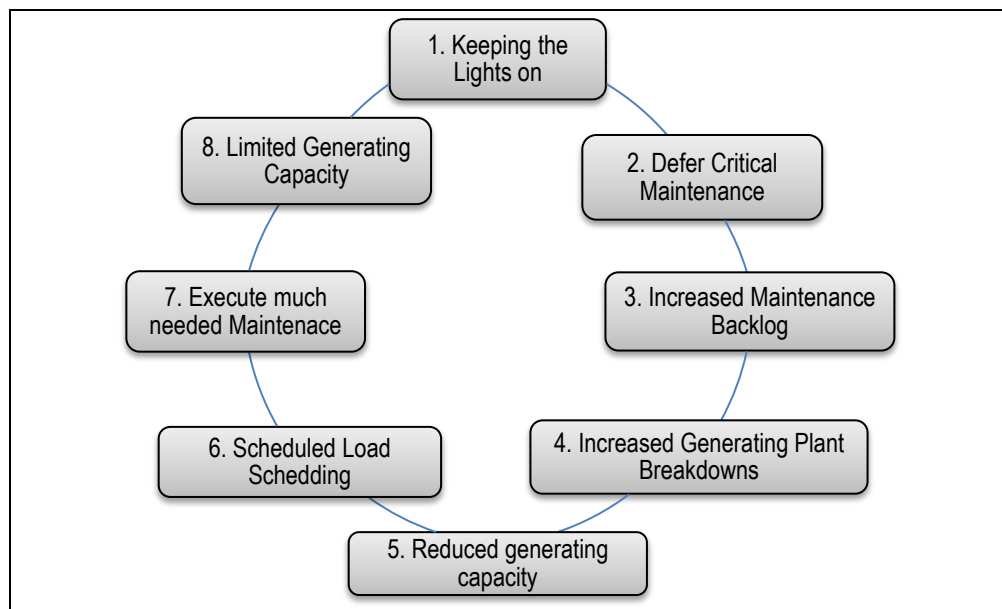 1. Keeping the
Lights on
2. Defer Critical
Maintenance
3. Increased Maintenance
Backlog
4. Increased Generating Plant
Breakdowns
5. Reduced generating
capacity
6. Scheduled Load
Schedding
7. Execute much
needed Maintenace
8. Limited Generating
Capacity